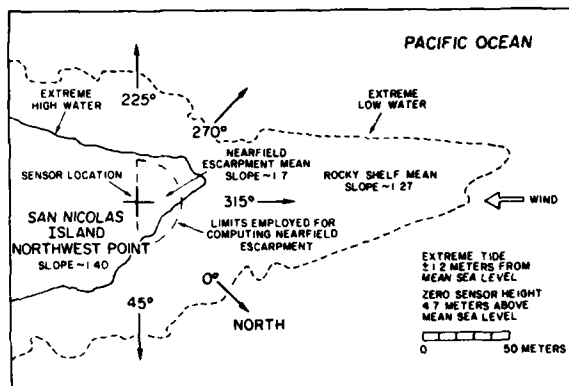 PACIFIC OCEAN
EXTREME
HIGH WATER
225°
270°
EXTREME
LOW WATER
NEARFIELD
ESCARPMENT MEAN
SLOPE~1:7
SENSOR LOCATION
ROCKY SHELF MEAN
SLOPE~1:27
315°
WIND
SAN NICOLAS
ISLAND
NORTHWEST POINT
SLOPE~1:40
LIMITS EMPLOYED FOR
COMPUTING NEARFIELD
ESCARPMENT
0°
45°
NORTH
EXTREME TIDE
±1.2 METERS FROM
MEAN SEA LEVEL
ZERO SENSOR HEIGHT
4.7 METERS ABOVE
MEAN SEA LEVEL
0 50 METERS